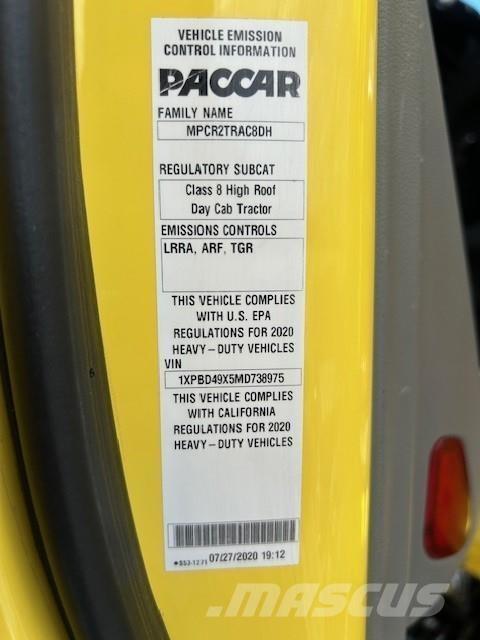 VEHICLE EMISSION
CONTROL INFORMATION
PACCAR
FAMILY NAME
MPCR2TRAC8DH
REGULATORY SUBCAT
Class 8 High Roof
Day Cab Tractor
EMISSIONS CONTROLS
LRRA, ARF, TGR
THIS VEHICLE COMPLIES
WITH U.S. EPA
REGULATIONS FOR 2020
HEAVY-DUTY VEHICLES
VIN
1XPBD49X5MD738975
THIS VEHICLE COMPLIES
WITH CALIFORNIA
REGULATIONS FOR 2020
HEAVY-DUTY VEHICLES
07/27/2020 19:12
MASCUS